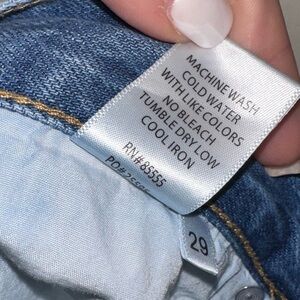 MACHINE WASH
COLD WATER
WITH LIKE COLORS
NO BLEACH
TUMBLE DRY LOW
COOL IRON
RN#85555
29